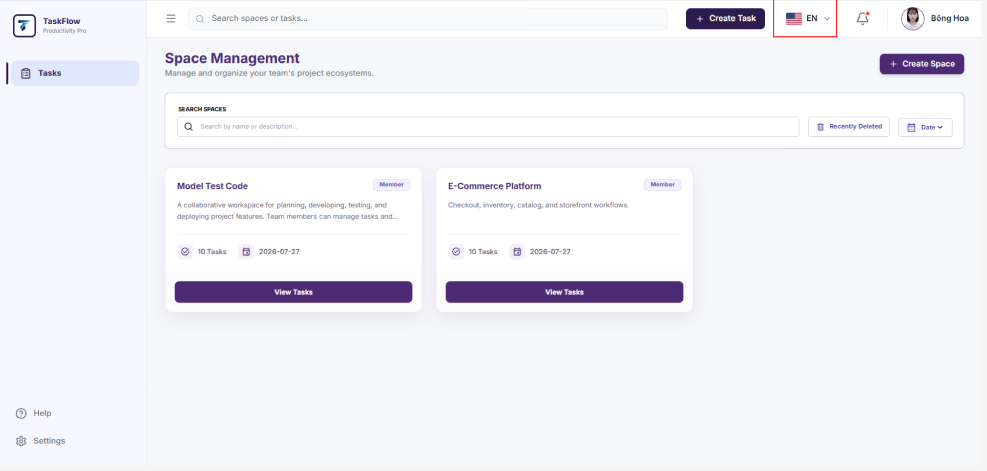 TaskFlow
Productivity Pro
Search spaces or tasks...
+ Create Task
EN
Bông Hoa
Tasks
Space Management
Manage and organize your team's project ecosystems.
+ Create Space
SEARCH SPACES
Search by name or description...
Recently Deleted
Date
Model Test Code
Member
A collaborative workspace for planning, developing, testing, and
deploying project features. Team members can manage tasks and...
10 Tasks
2026-07-27
View Tasks
E-Commerce Platform
Member
Checkout, inventory, catalog, and storefront workflows.
10 Tasks
2026-07-27
View Tasks
Help
Settings